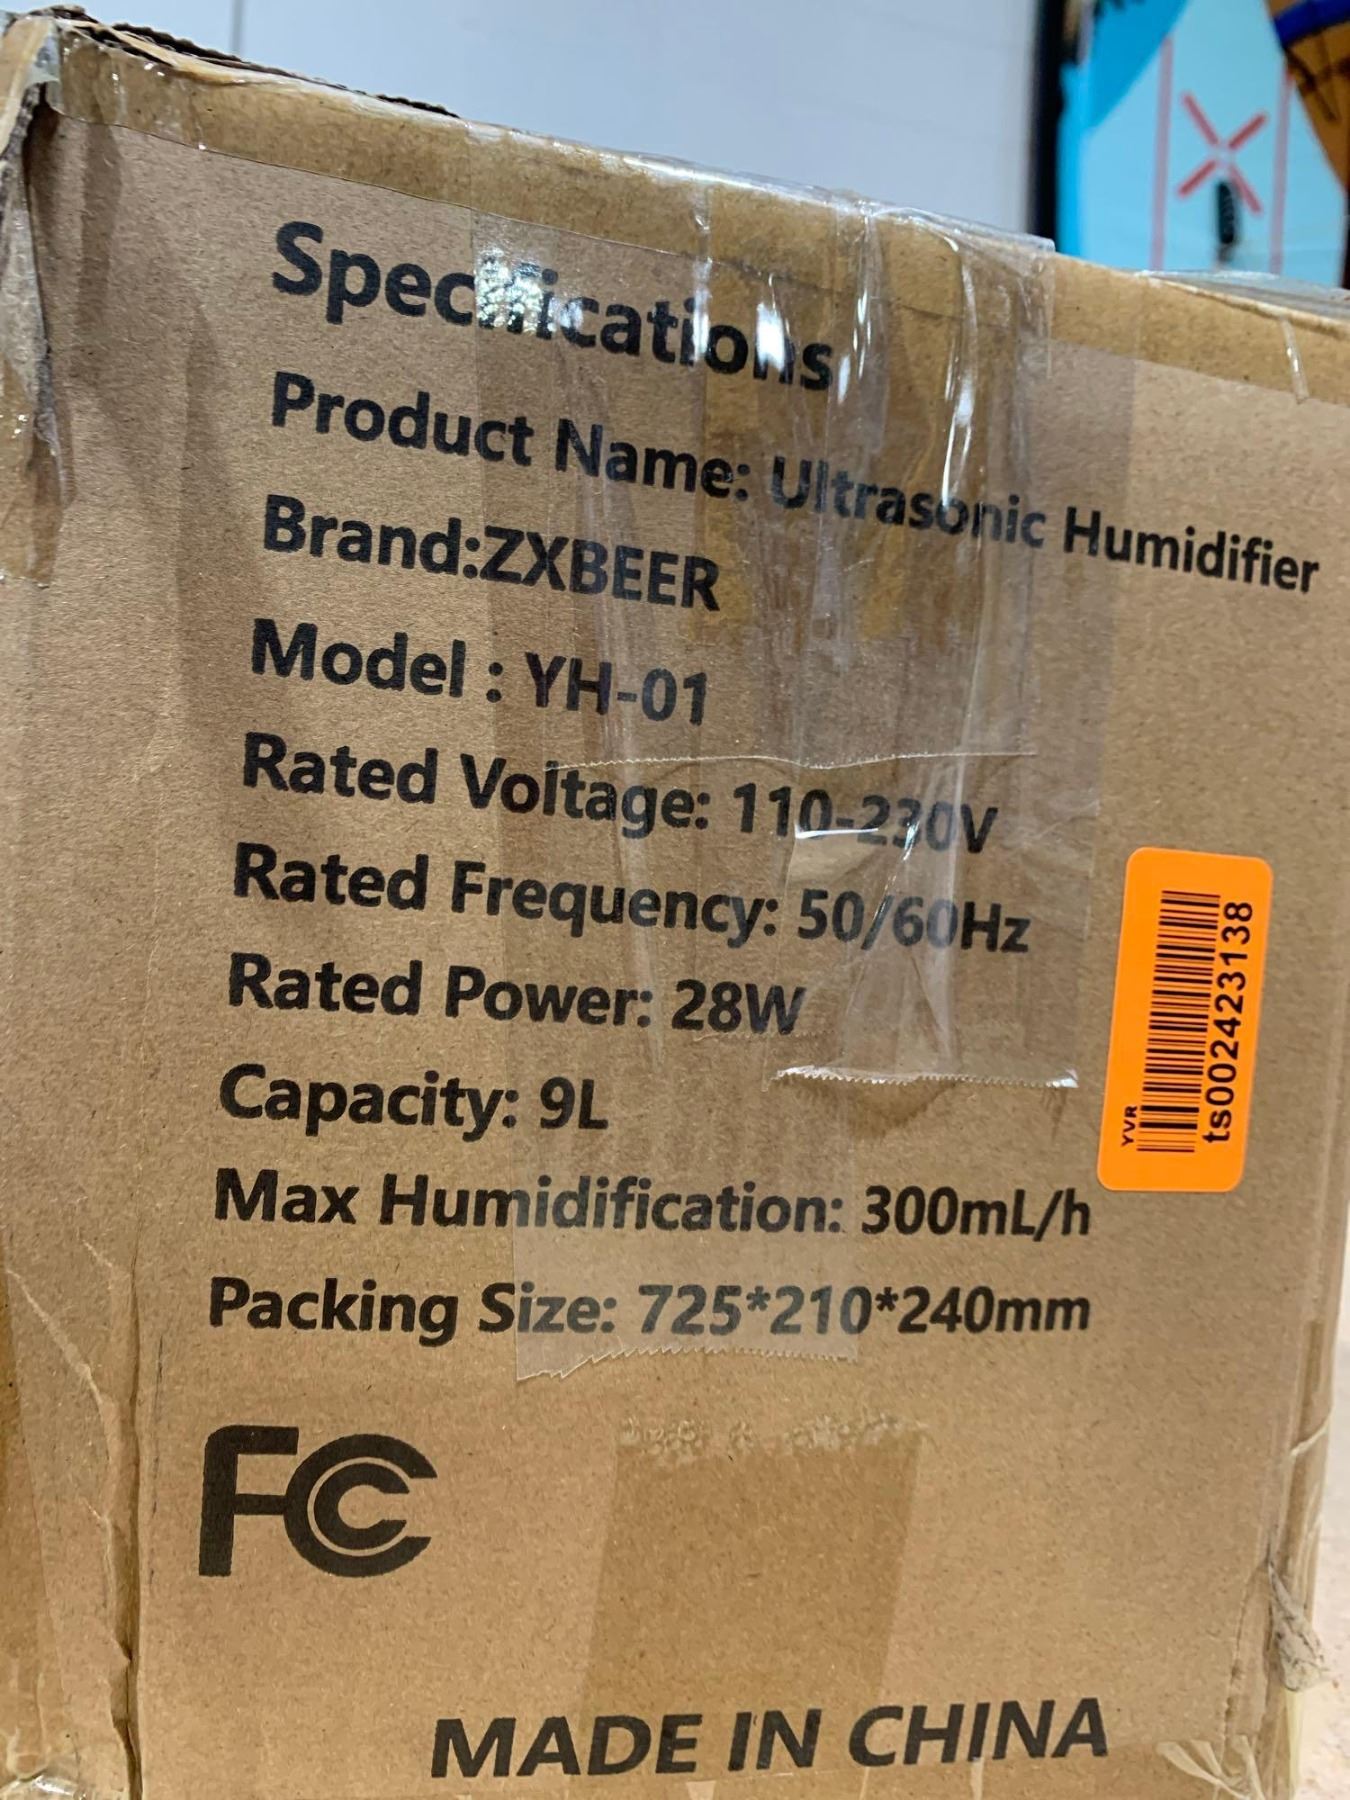 Specifications
Product Name: Ultrasonic Humidifier
Brand:ZXBEER
Model : YH-01
Rated Voltage: 110-230V
Rated Frequency: 50/60Hz
Rated Power: 28W
Capacity: 9L
Max Humidification: 300mL/h
Packing Size: 725*210*240mm
YVR
ts002423138
FC
MADE IN CHINA